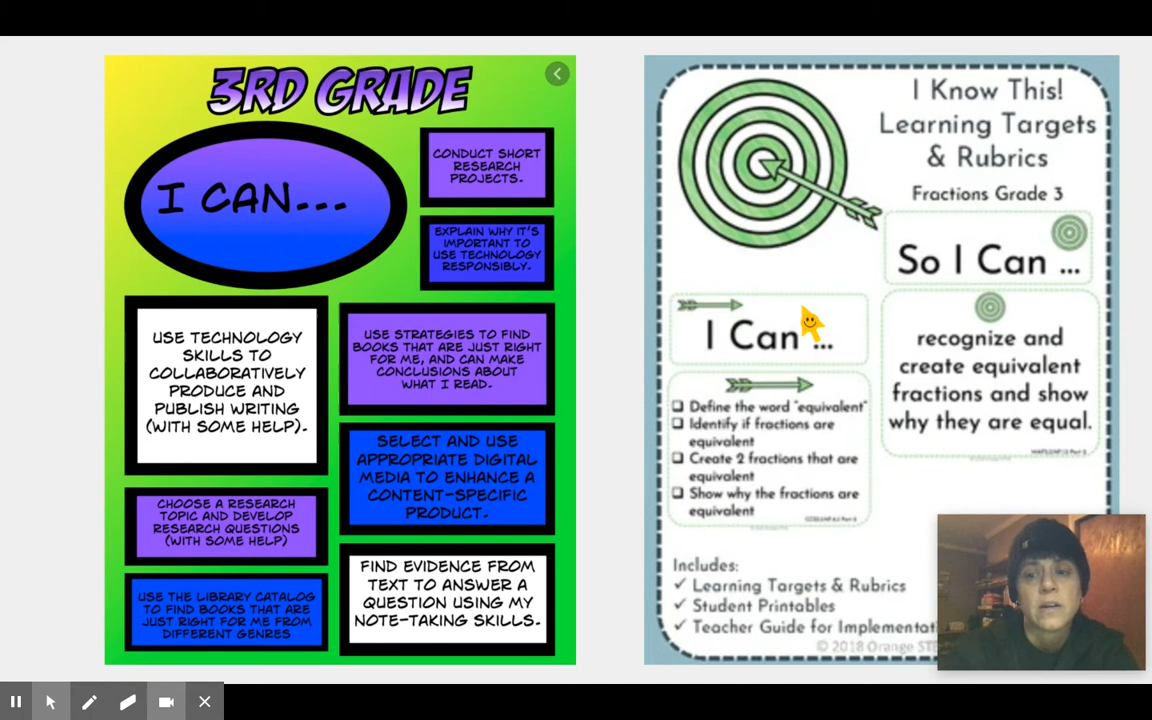 3RD GRADE
I CAN...
CONDUCT SHORT
RESEARCH
PROJECTS.
EXPLAIN WHY IT'S
IMPORTANT TO
USE TECHNOLOGY
RESPONSIBLY.
USE TECHNOLOGY
SKILLS TO
COLLABORATIVELY
PRODUCE AND
PUBLISH WRITING
(WITH SOME HELP).
USE STRATEGIES TO FIND
BOOKS THAT ARE JUST RIGHT
FOR ME, AND CAN MAKE
CONCLUSIONS ABOUT
WHAT I READ.
SELECT AND USE
APPROPRIATE DIGITAL
MEDIA TO ENHANCE A
CONTENT-SPECIFIC
PRODUCT.
CHOOSE A RESEARCH
TOPIC AND DEVELOP
RESEARCH QUESTIONS
(WITH SOME HELP)
FIND EVIDENCE FROM
TEXT TO ANSWER A
QUESTION USING MY
NOTE-TAKING SKILLS.
USE THE LIBRARY CATALOG
TO FIND BOOKS THAT ARE
JUST RIGHT FOR ME FROM
DIFFERENT GENRES
I Know This!
Learning Targets
& Rubrics
Fractions Grade 3
So I Can ...
recognize and
create equivalent
fractions and show
why they are equal.
I Can ...
Define the word "equivalent"
Identify if fractions are
equivalent
Create 2 fractions that are
equivalent
Show why the fractions are
equivalent
Includes:
✓ Learning Targets & Rubrics
✓ Student Printables
✓ Teacher Guide for Implementati
© 2018 Orange STE